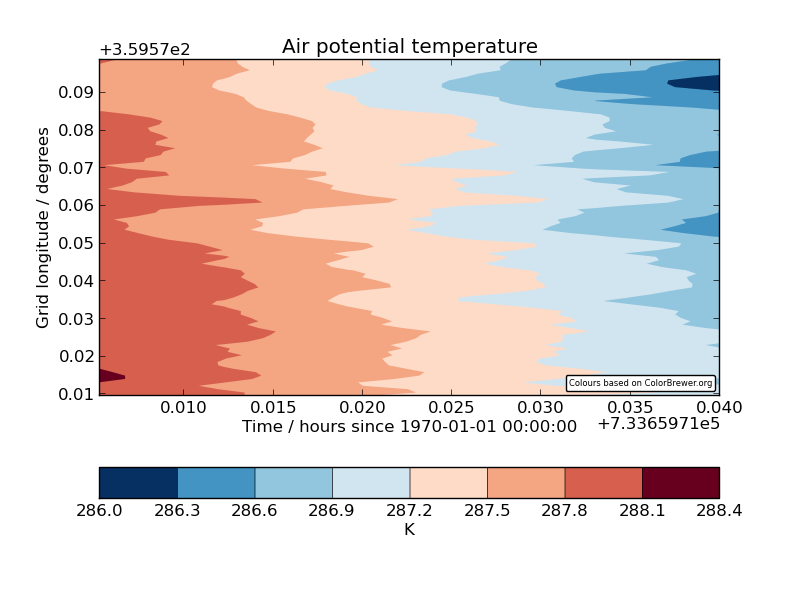 +3.5957e2
Air potential temperature
Grid longitude / degrees
0.09
0.08
0.07
0.06
0.05
0.04
0.03
0.02
0.01
Colours based on ColorBrewer.org
0.010 0.015 0.020 0.025 0.030 0.035 0.040
Time / hours since 1970-01-01 00:00:00
+7.3365971e5
286.0 286.3 286.6 286.9 287.2 287.5 287.8 288.1 288.4
K